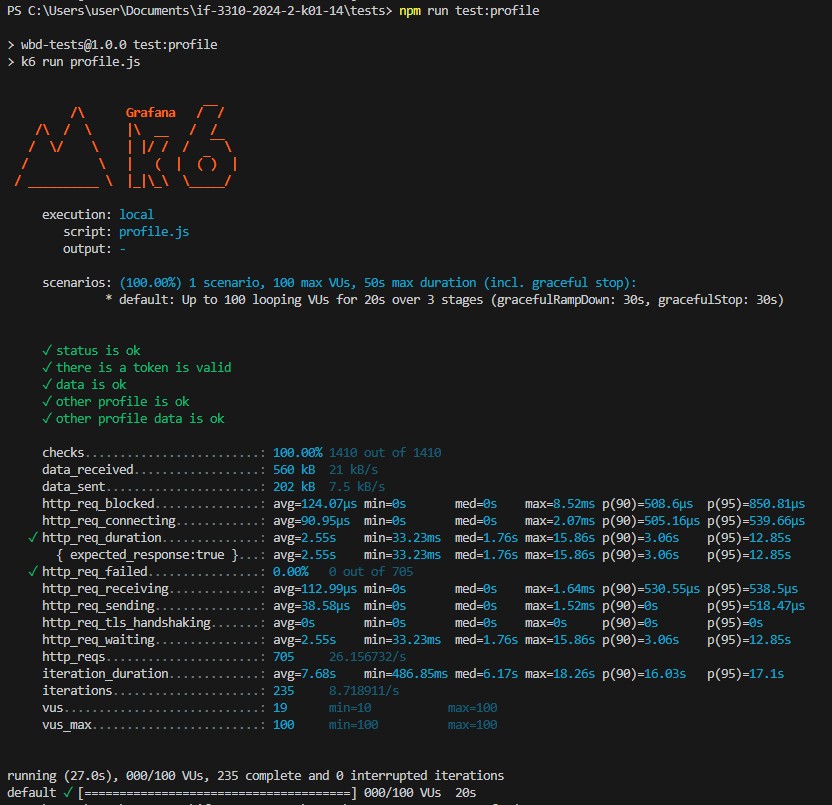 PS C:\Users\user\Documents\if-3310-2024-2-k01-14\tests> npm run test:profile
> wbd-tests@1.0.0 test:profile
> k6 run profile.js
Grafana
execution: local
script: profile.js
output: -
scenarios: (100.00%) 1 scenario, 100 max VUs, 50s max duration (incl. graceful stop):
* default: Up to 100 looping VUs for 20s over 3 stages (gracefulRampDown: 30s, gracefulStop: 30s)
✓ status is ok
✓ there is a token is valid
✓ data is ok
✓ other profile is ok
✓ other profile data is ok
checks.........................: 100.00% 1410 out of 1410
data_received..................: 560 kB 21 kB/s
data_sent......................: 202 kB 7.5 kB/s
http_req_blocked...............: avg=124.07µs min=0s med=0s max=8.52ms p(90)=508.6µs p(95)=850.81µs
http_req_connecting............: avg=90.95µs min=0s med=0s max=2.07ms p(90)=505.16µs p(95)=539.66µs
✓ http_req_duration..............: avg=2.55s min=33.23ms med=1.76s max=15.86s p(90)=3.06s p(95)=12.85s
{ expected_response:true }...: avg=2.55s min=33.23ms med=1.76s max=15.86s p(90)=3.06s p(95)=12.85s
✓ http_req_failed................: 0.00% 0 out of 705
http_req_receiving.............: avg=112.99µs min=0s med=0s max=1.64ms p(90)=530.55µs p(95)=538.5µs
http_req_sending...............: avg=38.58µs min=0s med=0s max=1.52ms p(90)=0s p(95)=518.47µs
http_req_tls_handshaking.......: avg=0s min=0s med=0s max=0s p(90)=0s p(95)=0s
http_req_waiting...............: avg=2.55s min=33.23ms med=1.76s max=15.86s p(90)=3.06s p(95)=12.85s
http_reqs......................: 705 26.156732/s
iteration_duration.............: avg=7.68s min=486.85ms med=6.17s max=18.26s p(90)=16.03s p(95)=17.1s
iterations.....................: 235 8.718911/s
vus............................: 19 min=10 max=100
vus_max........................: 100 min=100 max=100
running (27.0s), 000/100 VUs, 235 complete and 0 interrupted iterations
default ✓ [======================================] 000/100 VUs 20s